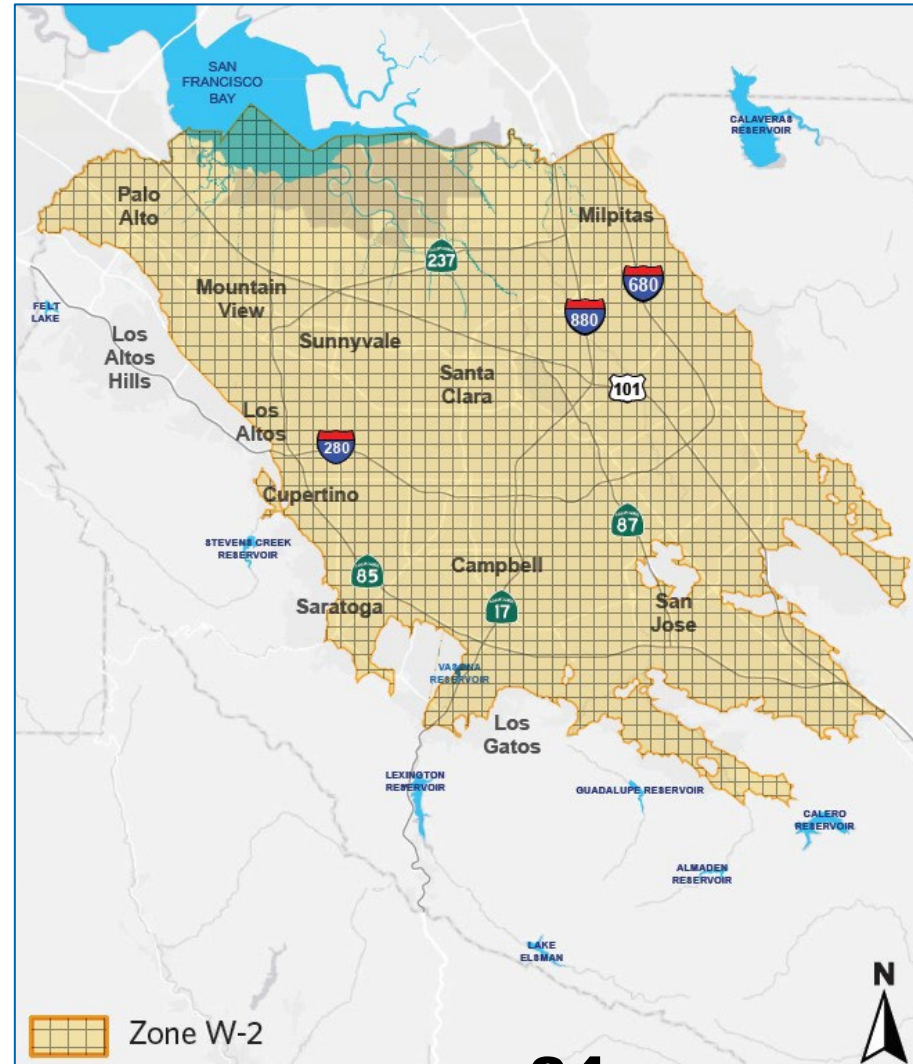 SAN
FRANCISCO
BAY
CALAVERAS
RESERVOIR
Palo
Alto
Milpitas
237
680
Mountain
View
880
FELT
LAKE
Los
Altos
Hills
Sunnyvale
Santa
Clara
101
Los
Altos
280
Cupertino
87
STEVENS CREEK
RESERVOIR
85
Campbell
Saratoga
17
San
Jose
VASONA
RESERVOIR
Los
Gatos
LEXINGTON
RESERVOIR
GUADALUPE RESERVOIR
CALERO
RESERVOIR
ALMADEN
RESERVOIR
LAKE
ELSMAN
N
Zone W-2